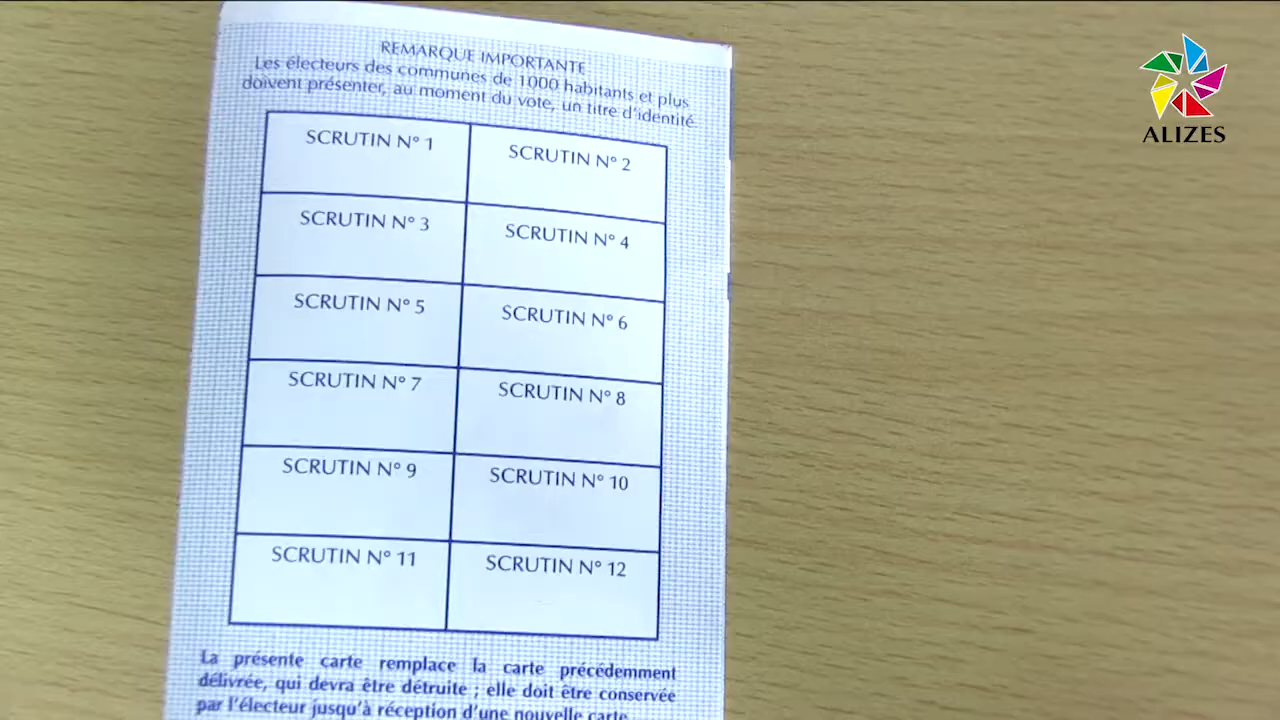 REMARQUE IMPORTANTE
Les électeurs des communes de 1000 habitants et plus
doivent présenter, au moment du vote, un titre d'identité.
SCRUTIN N° 1
SCRUTIN N° 2
SCRUTIN N° 3
SCRUTIN N° 4
SCRUTIN N° 5
SCRUTIN N° 6
SCRUTIN N° 7
SCRUTIN N° 8
SCRUTIN N° 9
SCRUTIN N° 10
SCRUTIN N° 11
SCRUTIN N° 12
La présente carte remplace la carte précédemment
délivrée, qui devra être détruite ; elle doit être conservée
par l'électeur jusqu'à réception d'une nouvelle carte.
ALIZES